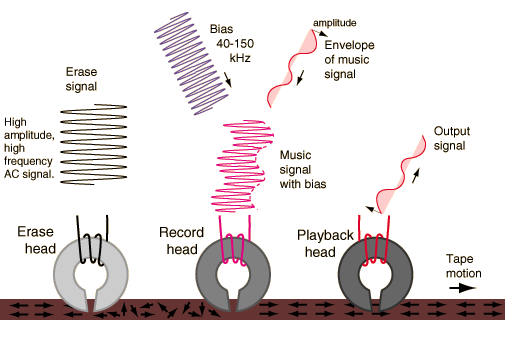 Erase
signal
High
amplitude,
high
frequency
AC signal.
Bias
40-150
kHz
amplitude
Envelope
of music
signal
Music
signal
with bias
Output
signal
Erase
head
Record
head
Playback
head
Tape
motion